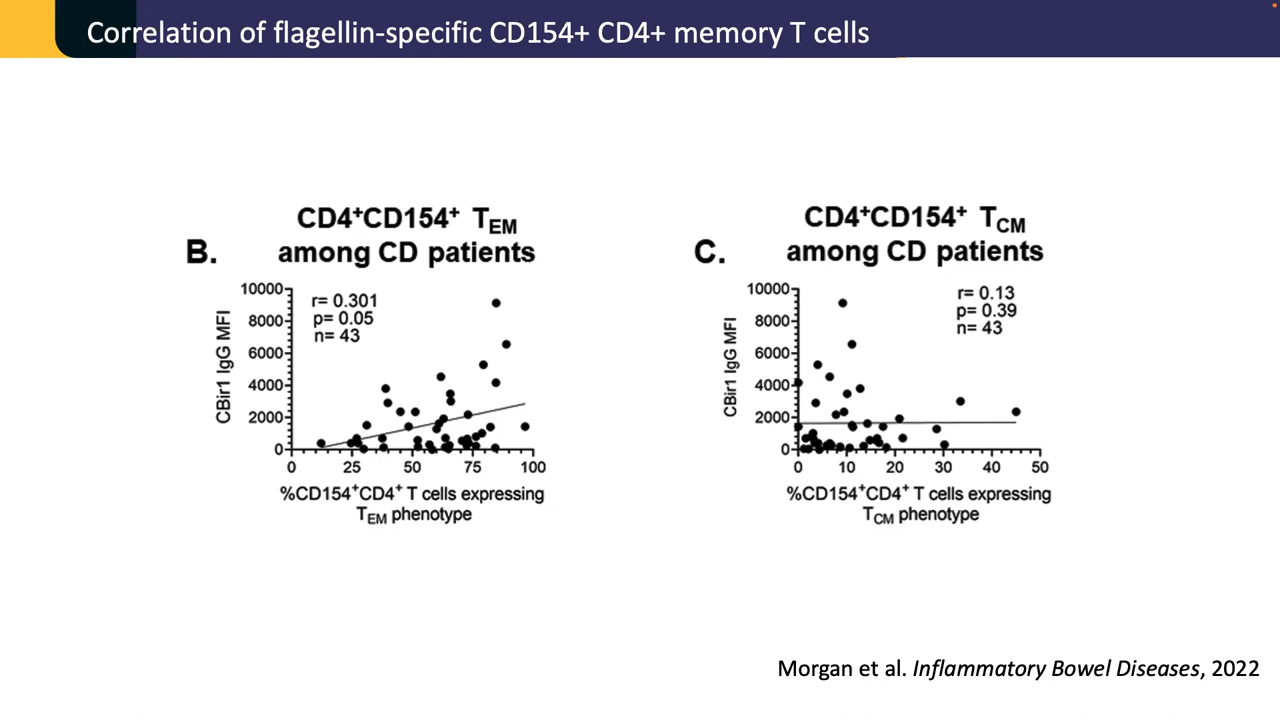 Correlation of flagellin-specific CD154+ CD4+ memory T cells
B.
CD4⁺CD154⁺ T_EM
among CD patients
10000
8000
6000
4000
2000
0
CBir1 IgG MFI
r= 0.301
p= 0.05
n= 43
0 25 50 75 100
%CD154⁺CD4⁺ T cells expressing
T_EM phenotype
C.
CD4⁺CD154⁺ T_CM
among CD patients
10000
8000
6000
4000
2000
0
CBir1 IgG MFI
r= 0.13
p= 0.39
n= 43
0 10 20 30 40 50
%CD154⁺CD4⁺ T cells expressing
T_CM phenotype
Morgan et al. Inflammatory Bowel Diseases, 2022